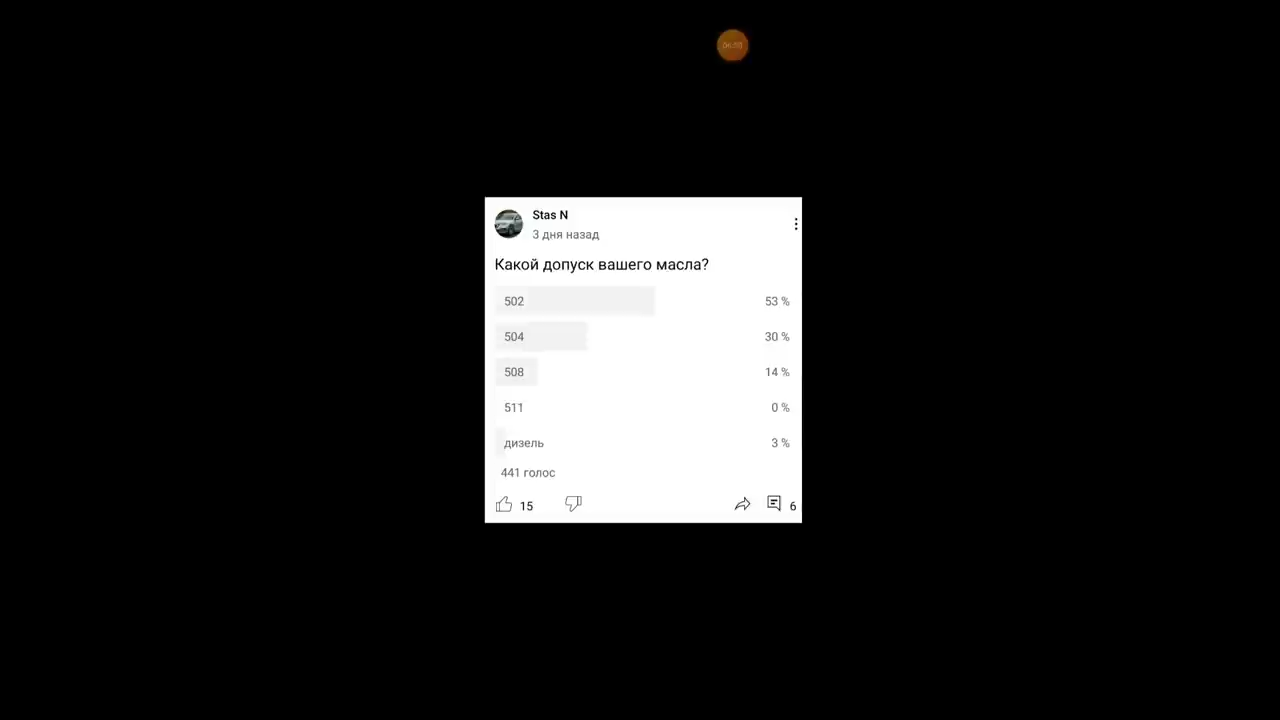 Stas N
3 дня назад
Какой допуск вашего масла?
502 53 %
504 30 %
508 14 %
511 0 %
дизель 3 %
441 голос
15 6